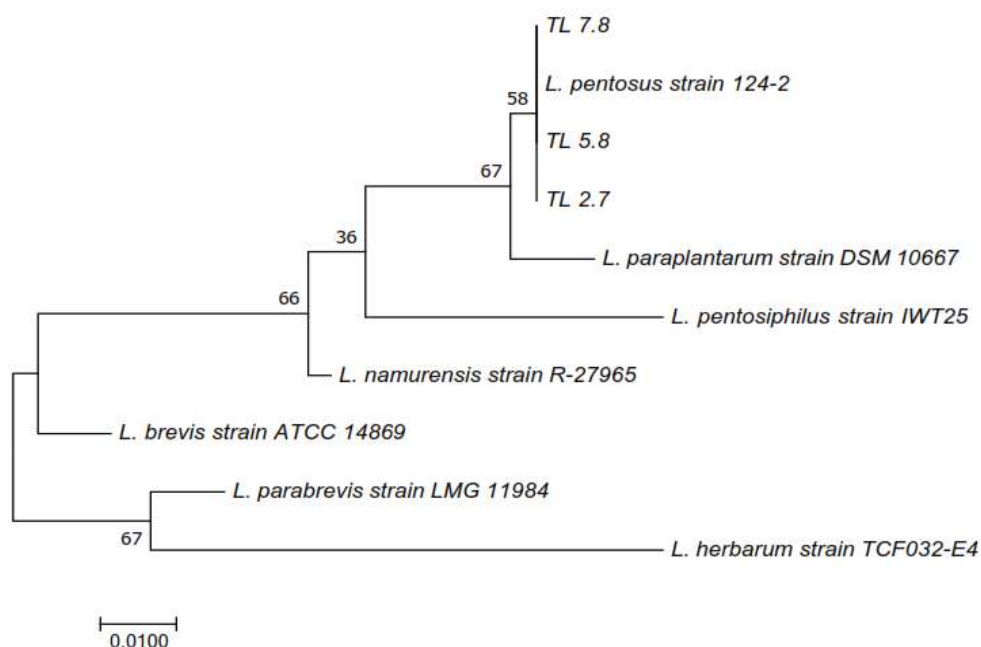 TL 7.8
L. pentosus strain 124-2
58
TL 5.8
67
TL 2.7
36
L. paraplantarum strain DSM 10667
66
L. pentosiphilus strain IWT25
L. namurensis strain R-27965
L. brevis strain ATCC 14869
L. parabrevis strain LMG 11984
67
L. herbarum strain TCF032-E4
0.0100